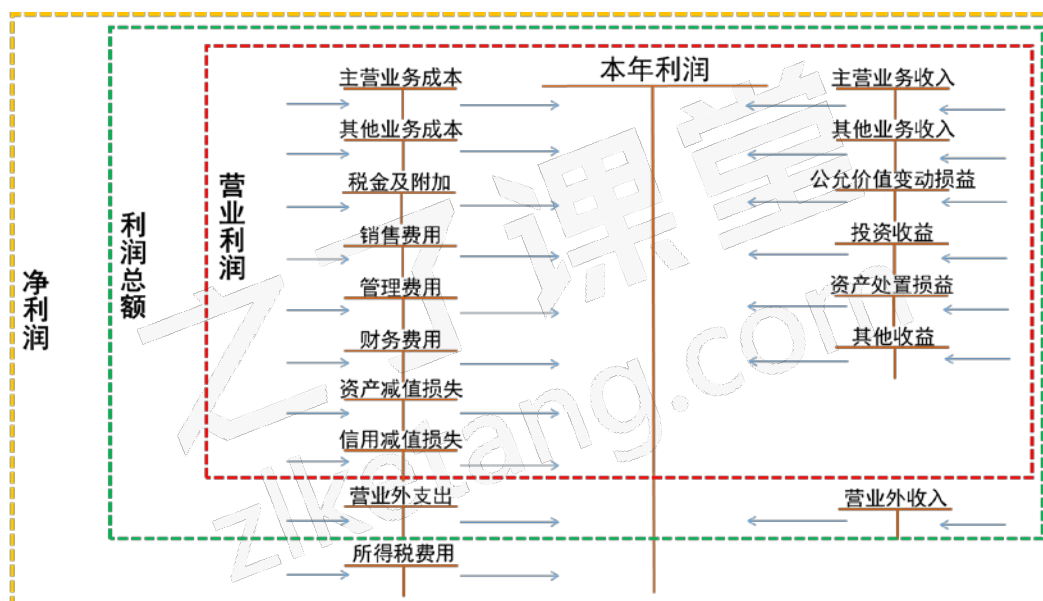 本年利润
主营业务成本
主营业务收入
其他业务成本
其他业务收入
税金及附加
公允价值变动损益
销售费用
投资收益
管理费用
资产处置损益
财务费用
其他收益
资产减值损失
信用减值损失
营业外支出
营业外收入
所得税费用
营业利润
利润总额
净利润
之了课堂
zlketang.com